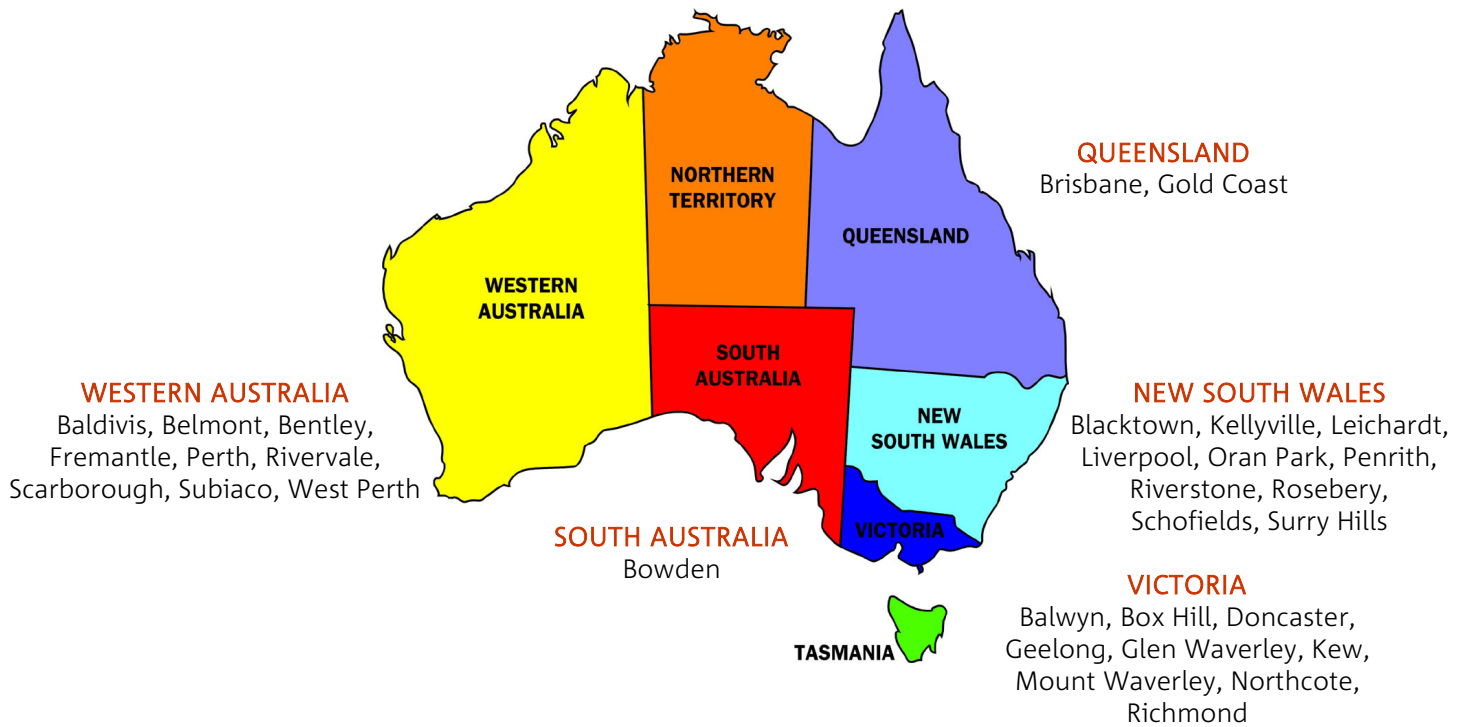 NORTHERN
TERRITORY
QUEENSLAND
Brisbane, Gold Coast
QUEENSLAND
WESTERN
AUSTRALIA
SOUTH
AUSTRALIA
WESTERN AUSTRALIA
Baldivis, Belmont, Bentley,
Fremantle, Perth, Rivervale,
Scarborough, Subiaco, West Perth
NEW
SOUTH WALES
NEW SOUTH WALES
Blacktown, Kellyville, Leichardt,
Liverpool, Oran Park, Penrith,
Riverstone, Rosebery,
Schofields, Surry Hills
SOUTH AUSTRALIA
Bowden
VICTORIA
VICTORIA
Balwyn, Box Hill, Doncaster,
Geelong, Glen Waverley, Kew,
Mount Waverley, Northcote,
Richmond
TASMANIA